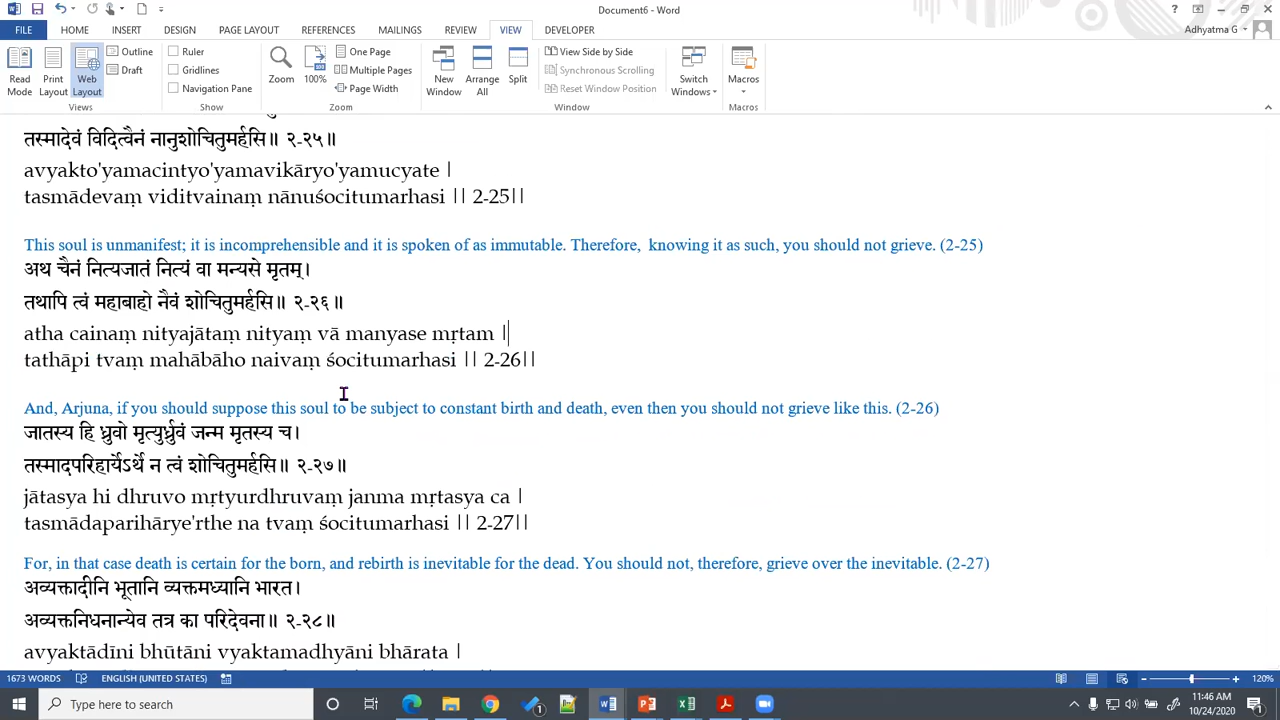 Document6 - Word
FILE HOME INSERT DESIGN PAGE LAYOUT REFERENCES MAILINGS REVIEW VIEW DEVELOPER Adhyatma G
Read Mode
Print Layout
Web Layout
Outline
Draft
Views
Ruler
Gridlines
Navigation Pane
Show
Zoom
100%
One Page
Multiple Pages
Page Width
Zoom
New Window
Arrange All
Split
View Side by Side
Synchronous Scrolling
Reset Window Position
Window
Switch Windows
Macros
Macros
तस्मादेवं विदित्वैनं नानुशोचितुमर्हसि॥ २-२५॥
avyakto'yamacintyo'yamavikāryo'yamucyate |
tasmādevaṃ viditvainaṃ nānuśocitumarhasi || 2-25||
This soul is unmanifest; it is incomprehensible and it is spoken of as immutable. Therefore,  knowing it as such, you should not grieve. (2-25)
अथ चैनं नित्यजातं नित्यं वा मन्यसे मृतम्।
तथापि त्वं महाबाहो नैवं शोचितुमर्हसि॥ २-२६॥
atha cainaṃ nityajātaṃ nityaṃ vā manyase mṛtam |
tathāpi tvaṃ mahābāho naivaṃ śocitumarhasi || 2-26||
And, Arjuna, if you should suppose this soul to be subject to constant birth and death, even then you should not grieve like this. (2-26)
जातस्य हि ध्रुवो मृत्युर्ध्रुवं जन्म मृतस्य च।
तस्मादपरिहार्येऽर्थे न त्वं शोचितुमर्हसि॥ २-२७॥
jātasya hi dhruvo mṛtyurdhruvaṃ janma mṛtasya ca |
tasmādaparihārye'rthe na tvaṃ śocitumarhasi || 2-27||
For, in that case death is certain for the born, and rebirth is inevitable for the dead. You should not, therefore, grieve over the inevitable. (2-27)
अव्यक्तादीनि भूतानि व्यक्तमध्यानि भारत।
अव्यक्तनिधनान्येव तत्र का परिदेवना॥ २-२८॥
avyaktādini bhūtāni vyaktamadhyāni bhārata |
1673 WORDS ENGLISH (UNITED STATES) 120%
Type here to search
11:46 AM
10/24/2020